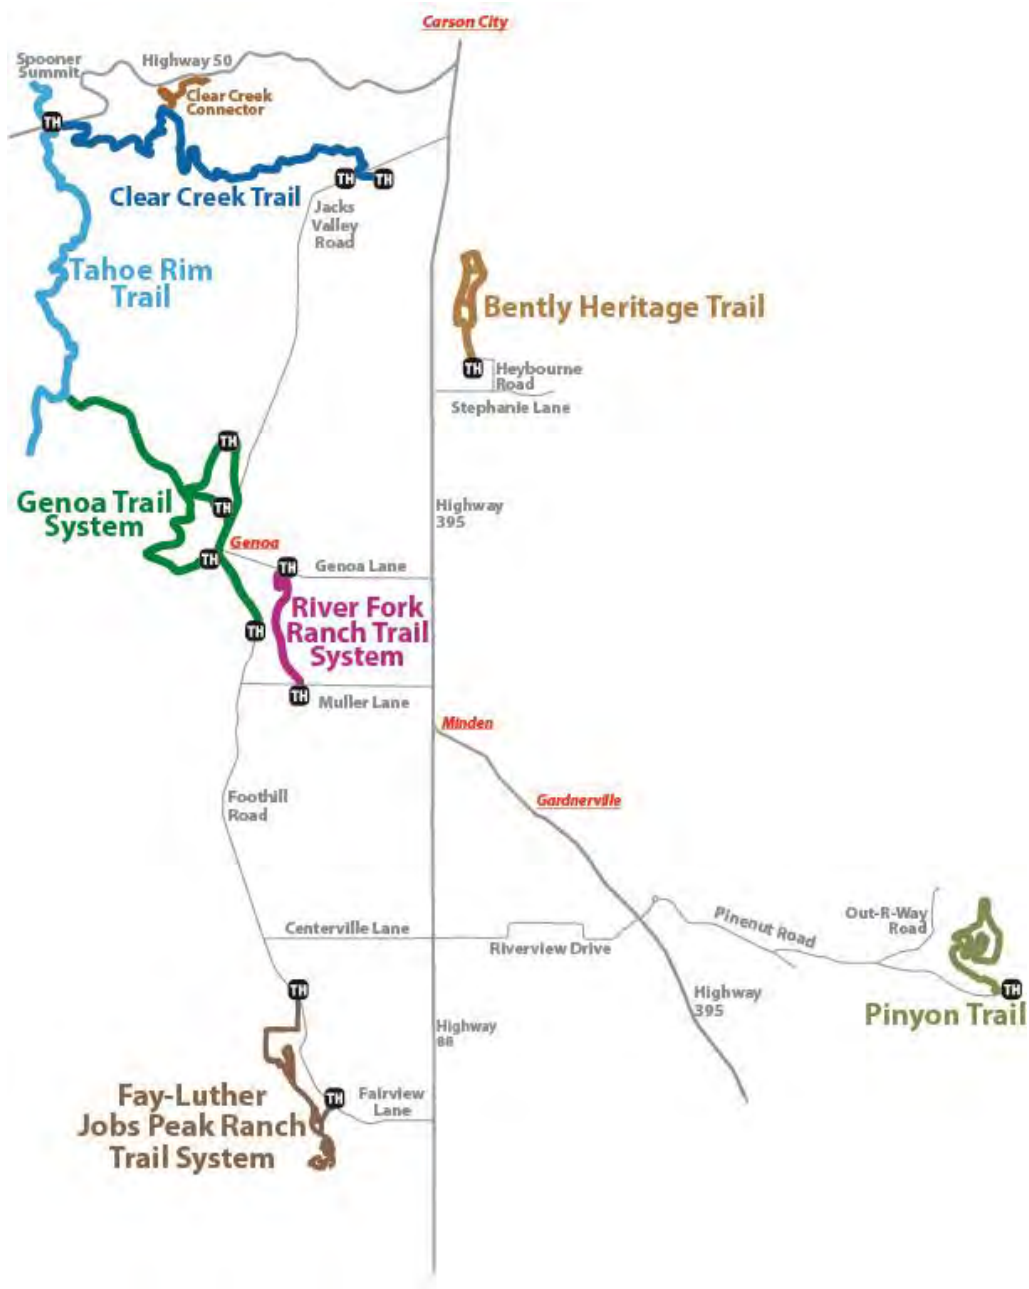 Carson City
Spooner
Summit
Highway 50
Clear Creek
Connector
TH
Clear Creek Trail
TH
TH
Jacks
Valley
Road
Tahoe Rim
Trail
Bently Heritage Trail
TH
Heybourne
Road
Stephanie Lane
TH
Genoa Trail
System
TH
Highway
395
Genoa
TH
TH
Genoa Lane
River Fork
Ranch Trail
System
TH
TH
Muller Lane
Minden
Foothill
Road
Gardnerville
Centerville Lane
Riverview Drive
Pinenut Road
Out-R-Way
Road
TH
TH
Pinyon Trail
Highway
395
Highway
88
Fay-Luther
Jobs Peak Ranch
Trail System
TH
Fairview
Lane